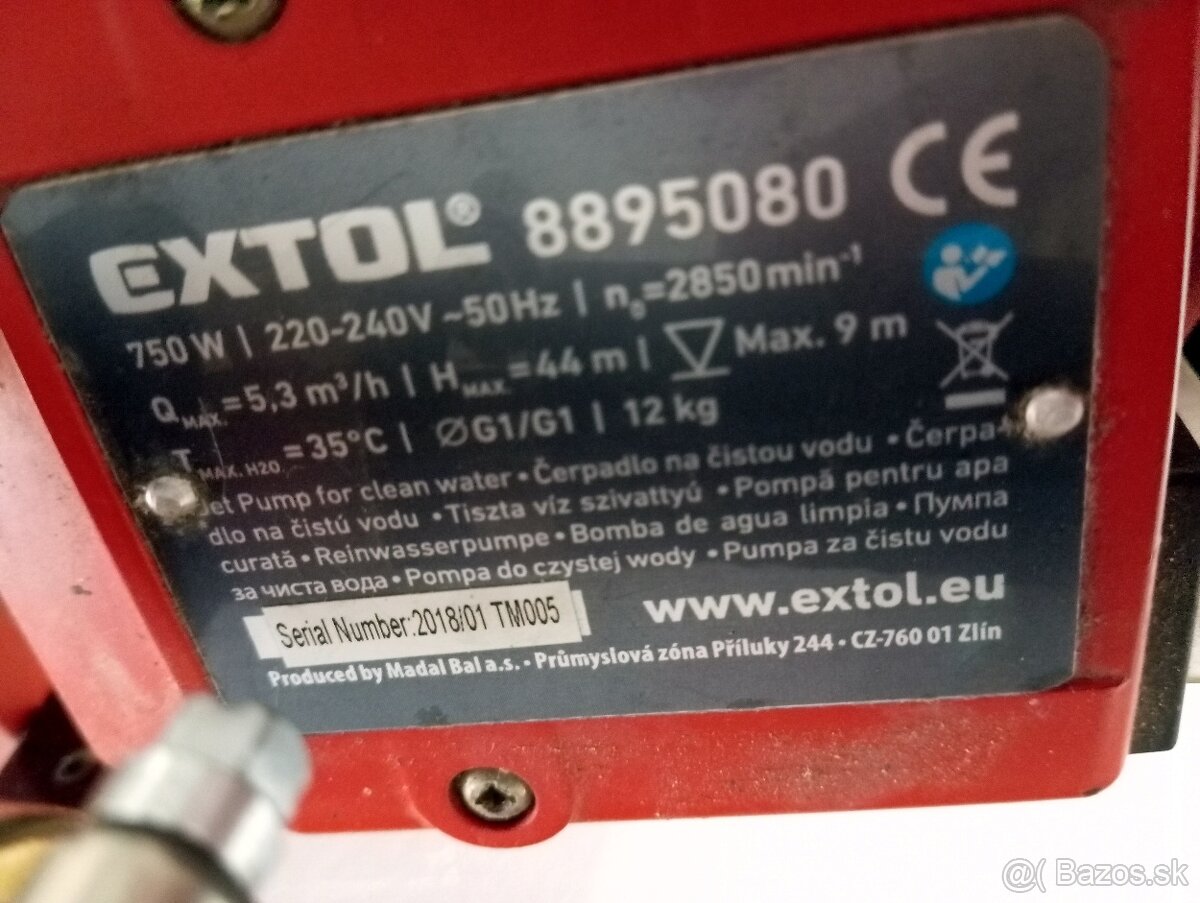 EXTOL® 8895080 CE
750 W | 220-240V ~50Hz | n₀=2850min⁻¹
QMAX.=5,3 m³/h | HMAX.=44 m | Max. 9 m
TMAX. H2O.=35°C | ØG1/G1 | 12 kg
et Pump for clean water • Čerpadlo na čistou vodu • Čerpa-
dlo na čistú vodu • Tiszta víz szivattyú • Pompă pentru apa
curată • Reinwasserpumpe • Bomba de agua limpia • Пумпа
за чиста вода • Pompa do czystej wody • Pumpa za čistu vodu
Serial Number:2018/01 TM005
www.extol.eu
Produced by Madal Bal a.s. • Průmyslová zóna Příluky 244 • CZ-760 01 Zlín
@( Bazos.sk